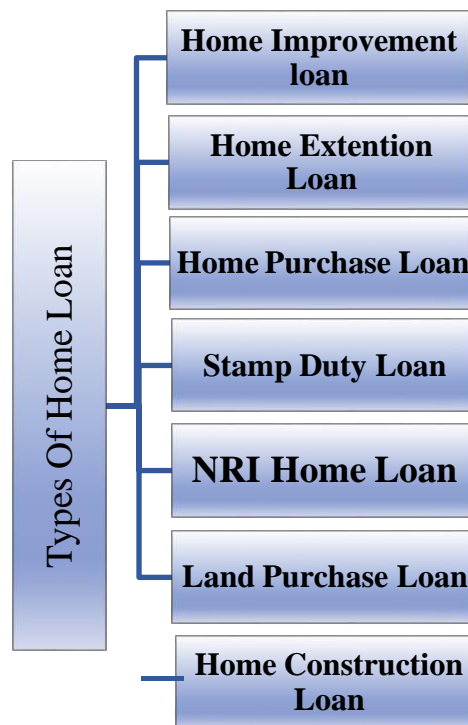 Types Of Home Loan
Home Improvement
loan
Home Extention
Loan
Home Purchase Loan
Stamp Duty Loan
NRI Home Loan
Land Purchase Loan
Home Construction
Loan